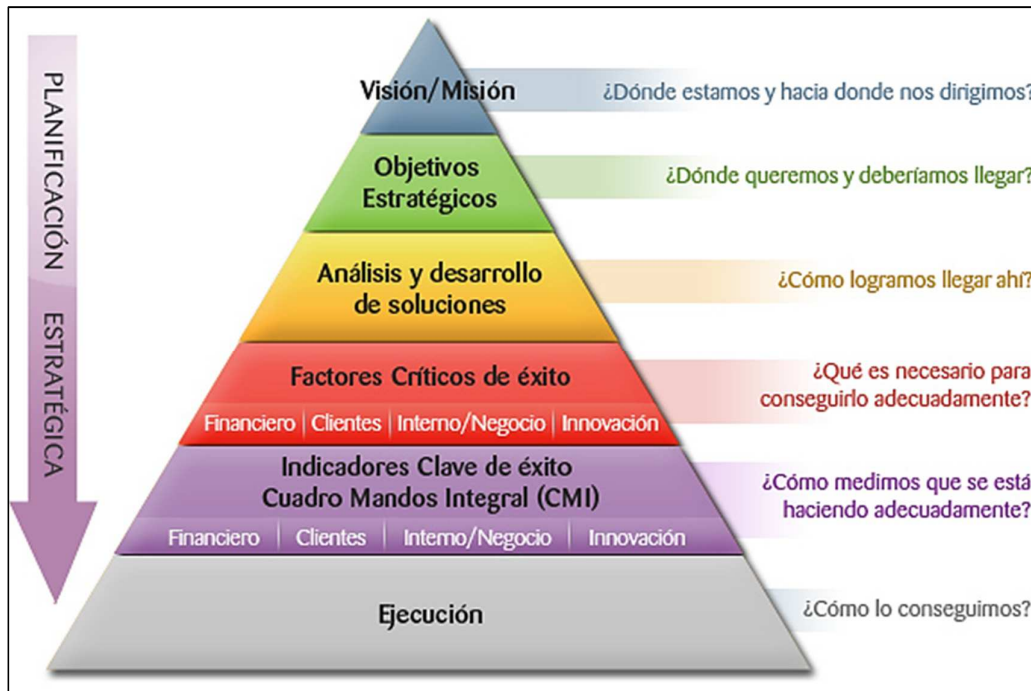 PLANIFICACIÓN ESTRATÉGICA
Visión/Misión
¿Dónde estamos y hacia donde nos dirigimos?
Objetivos
Estratégicos
¿Dónde queremos y deberíamos llegar?
Análisis y desarrollo
de soluciones
¿Cómo logramos llegar ahí?
Factores Críticos de éxito
Financiero Clientes Interno/Negocio Innovación
¿Qué es necesario para
conseguirlo adecuadamente?
Indicadores Clave de éxito
Cuadro Mandos Integral (CMI)
Financiero Clientes Interno/Negocio Innovación
¿Cómo medimos que se está
haciendo adecuadamente?
Ejecución
¿Cómo lo conseguimos?